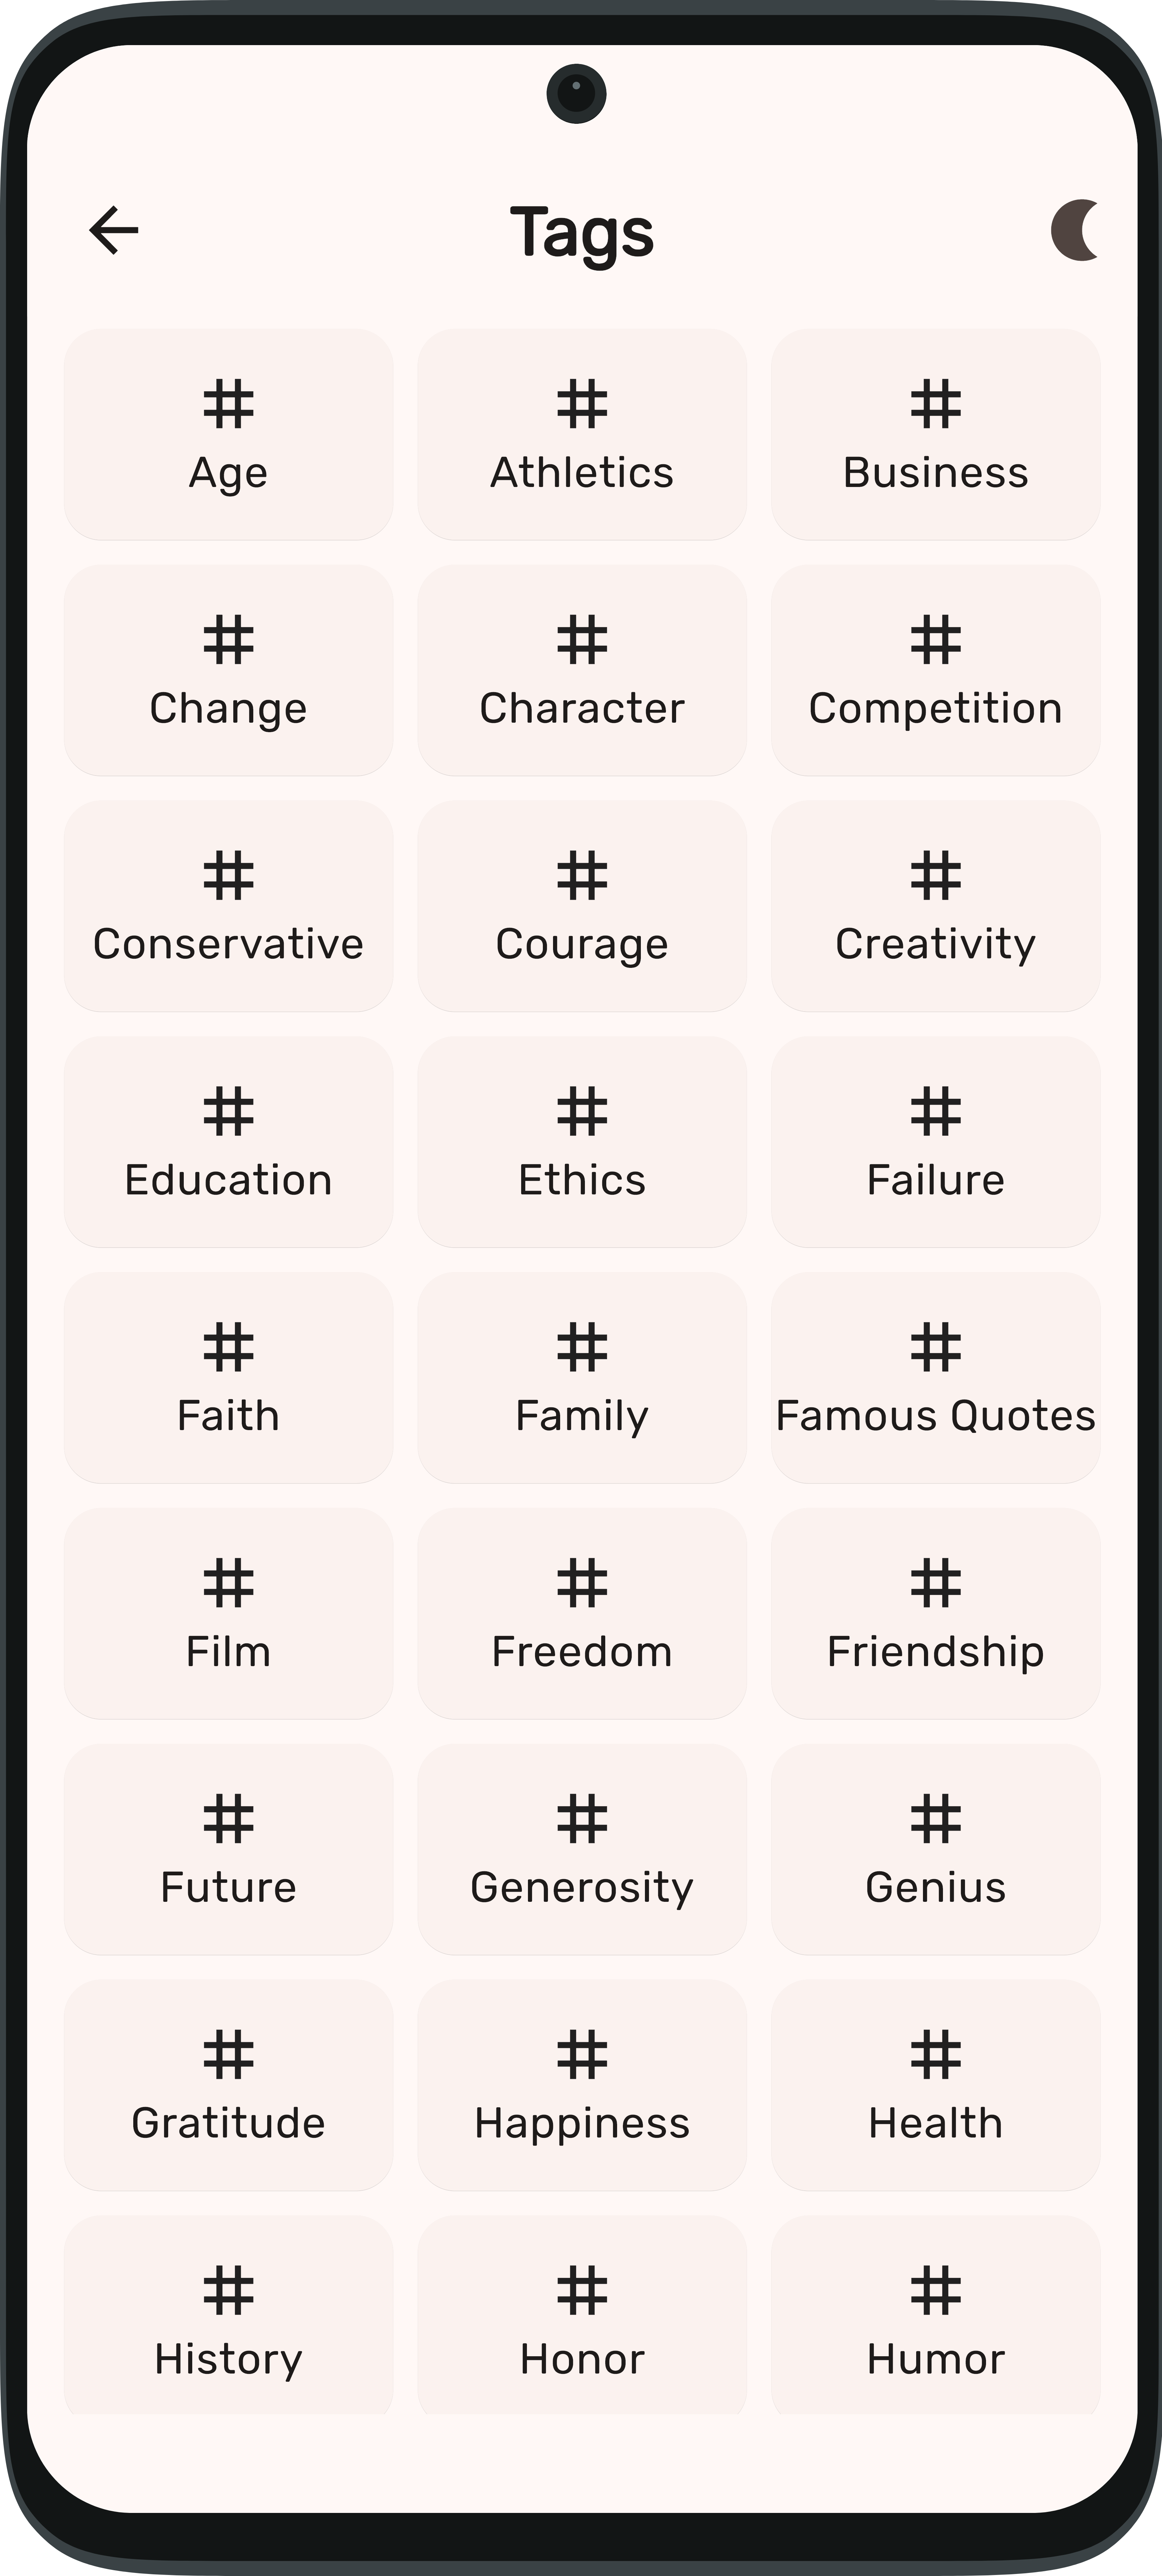 Tags
# # #
Age Athletics Business
# # #
Change Character Competition
# # #
Conservative Courage Creativity
# # #
Education Ethics Failure
# # #
Faith Family Famous Quotes
# # #
Film Freedom Friendship
# # #
Future Generosity Genius
# # #
Gratitude Happiness Health
# # #
History Honor Humor